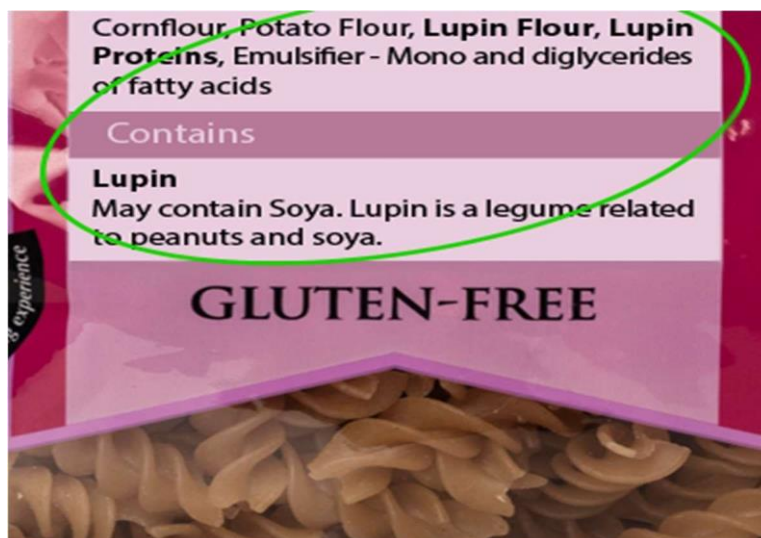 Cornflour, Potato Flour, Lupin Flour, Lupin
Proteins, Emulsifier - Mono and diglycerides
of fatty acids
Contains
Lupin
May contain Soya. Lupin is a legume related
to peanuts and soya.
experience
GLUTEN-FREE